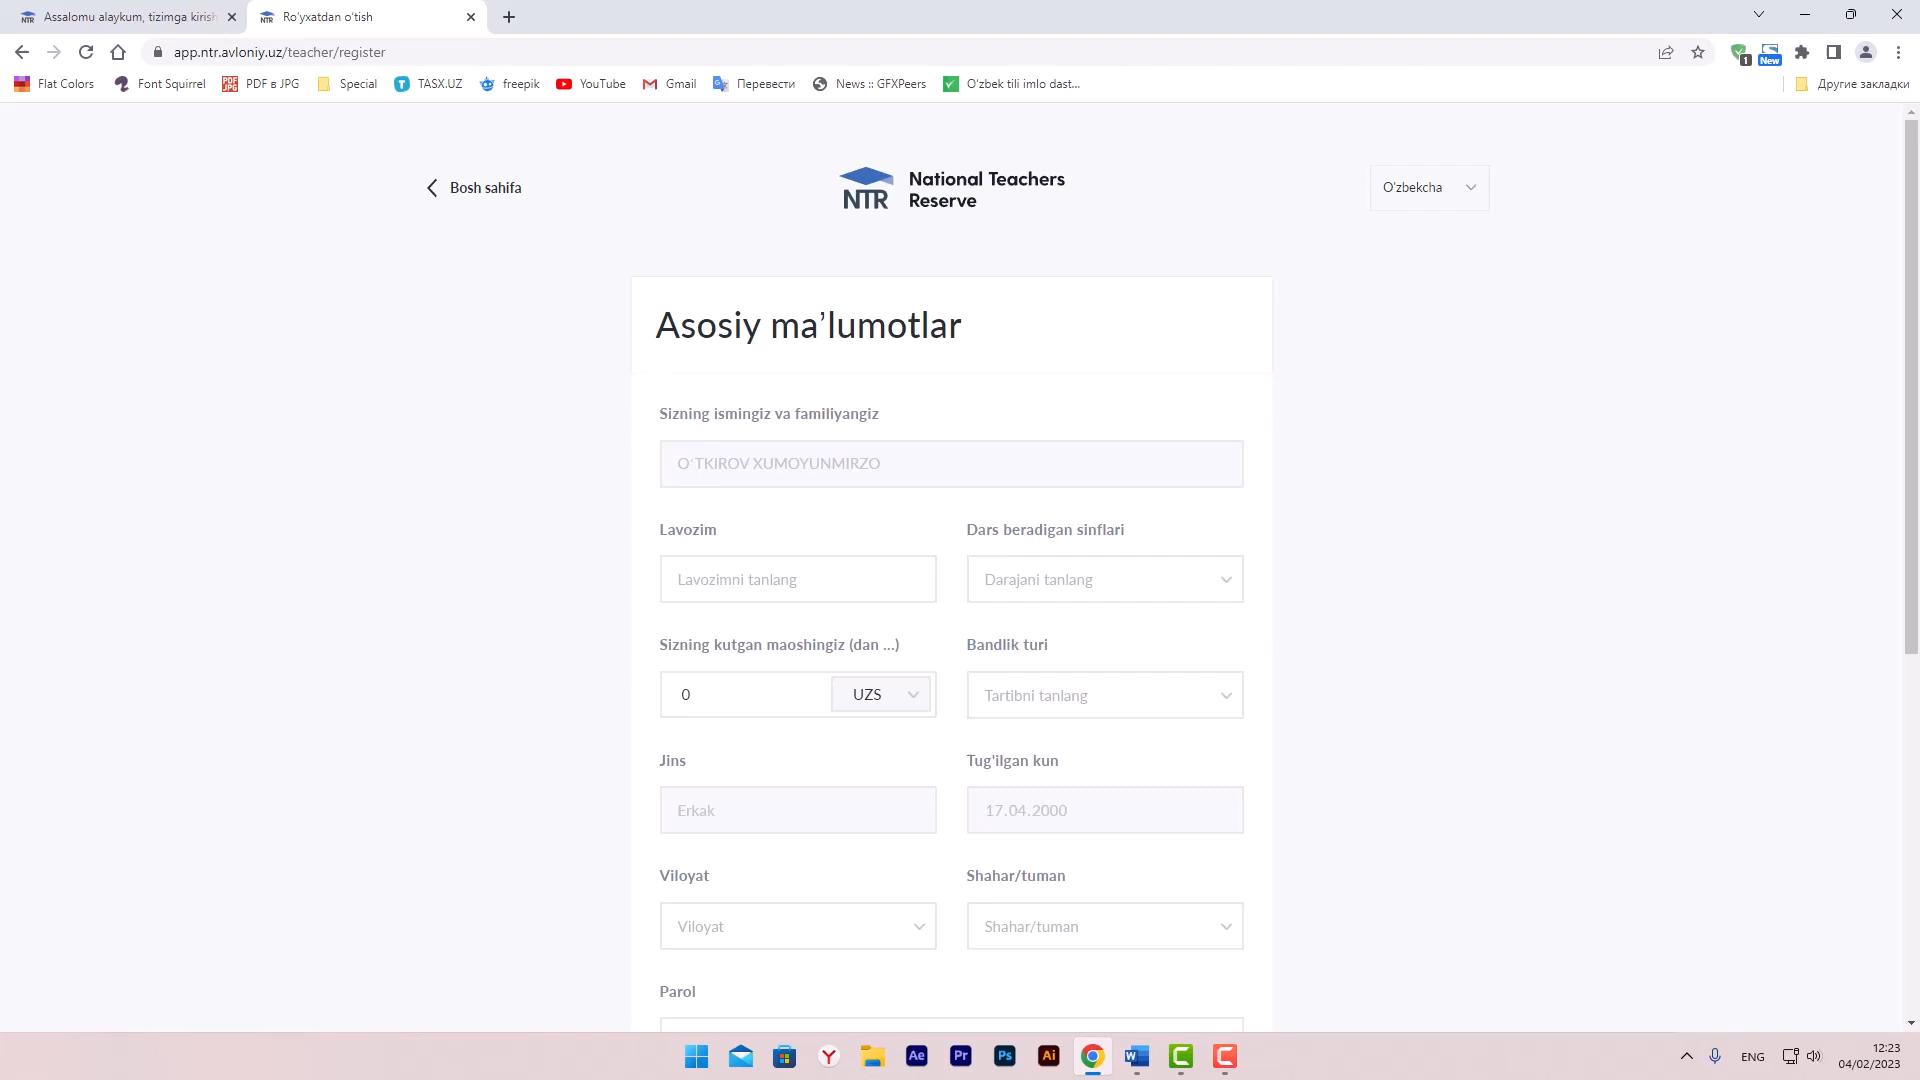 Assalomu alaykum, tizimga kirish
Ro'yxatdan o'tish
app.ntr.avloniy.uz/teacher/register
1
New
Flat Colors
Font Squirrel
PDF в JPG
Special
TASX.UZ
freepik
YouTube
Gmail
Перевести
News :: GFXPeers
O'zbek tili imlo dast...
Другие закладки
Bosh sahifa
NTR
National Teachers
Reserve
O'zbekcha
Asosiy ma’lumotlar
Sizning ismingiz va familiyangiz
O‘TKIROV XUMOYUNMIRZO
Lavozim
Dars beradigan sinflari
Lavozimni tanlang
Darajani tanlang
Sizning kutgan maoshingiz (dan ...)
Bandlik turi
0
UZS
Tartibni tanlang
Jins
Tug'ilgan kun
Erkak
17.04.2000
Viloyat
Shahar/tuman
Viloyat
Shahar/tuman
Parol
ENG
12:23
04/02/2023